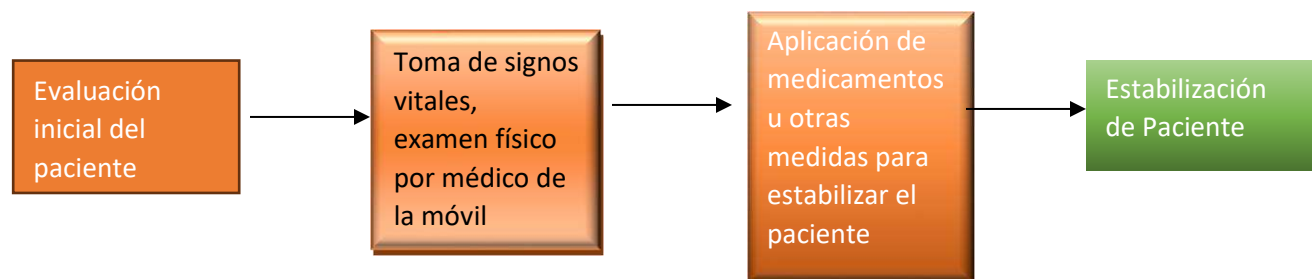 Evaluación
inicial del
paciente
Toma de signos
vitales,
examen físico
por médico de
la móvil
Aplicación de
medicamentos
u otras
medidas para
estabilizar el
paciente
Estabilización
de Paciente